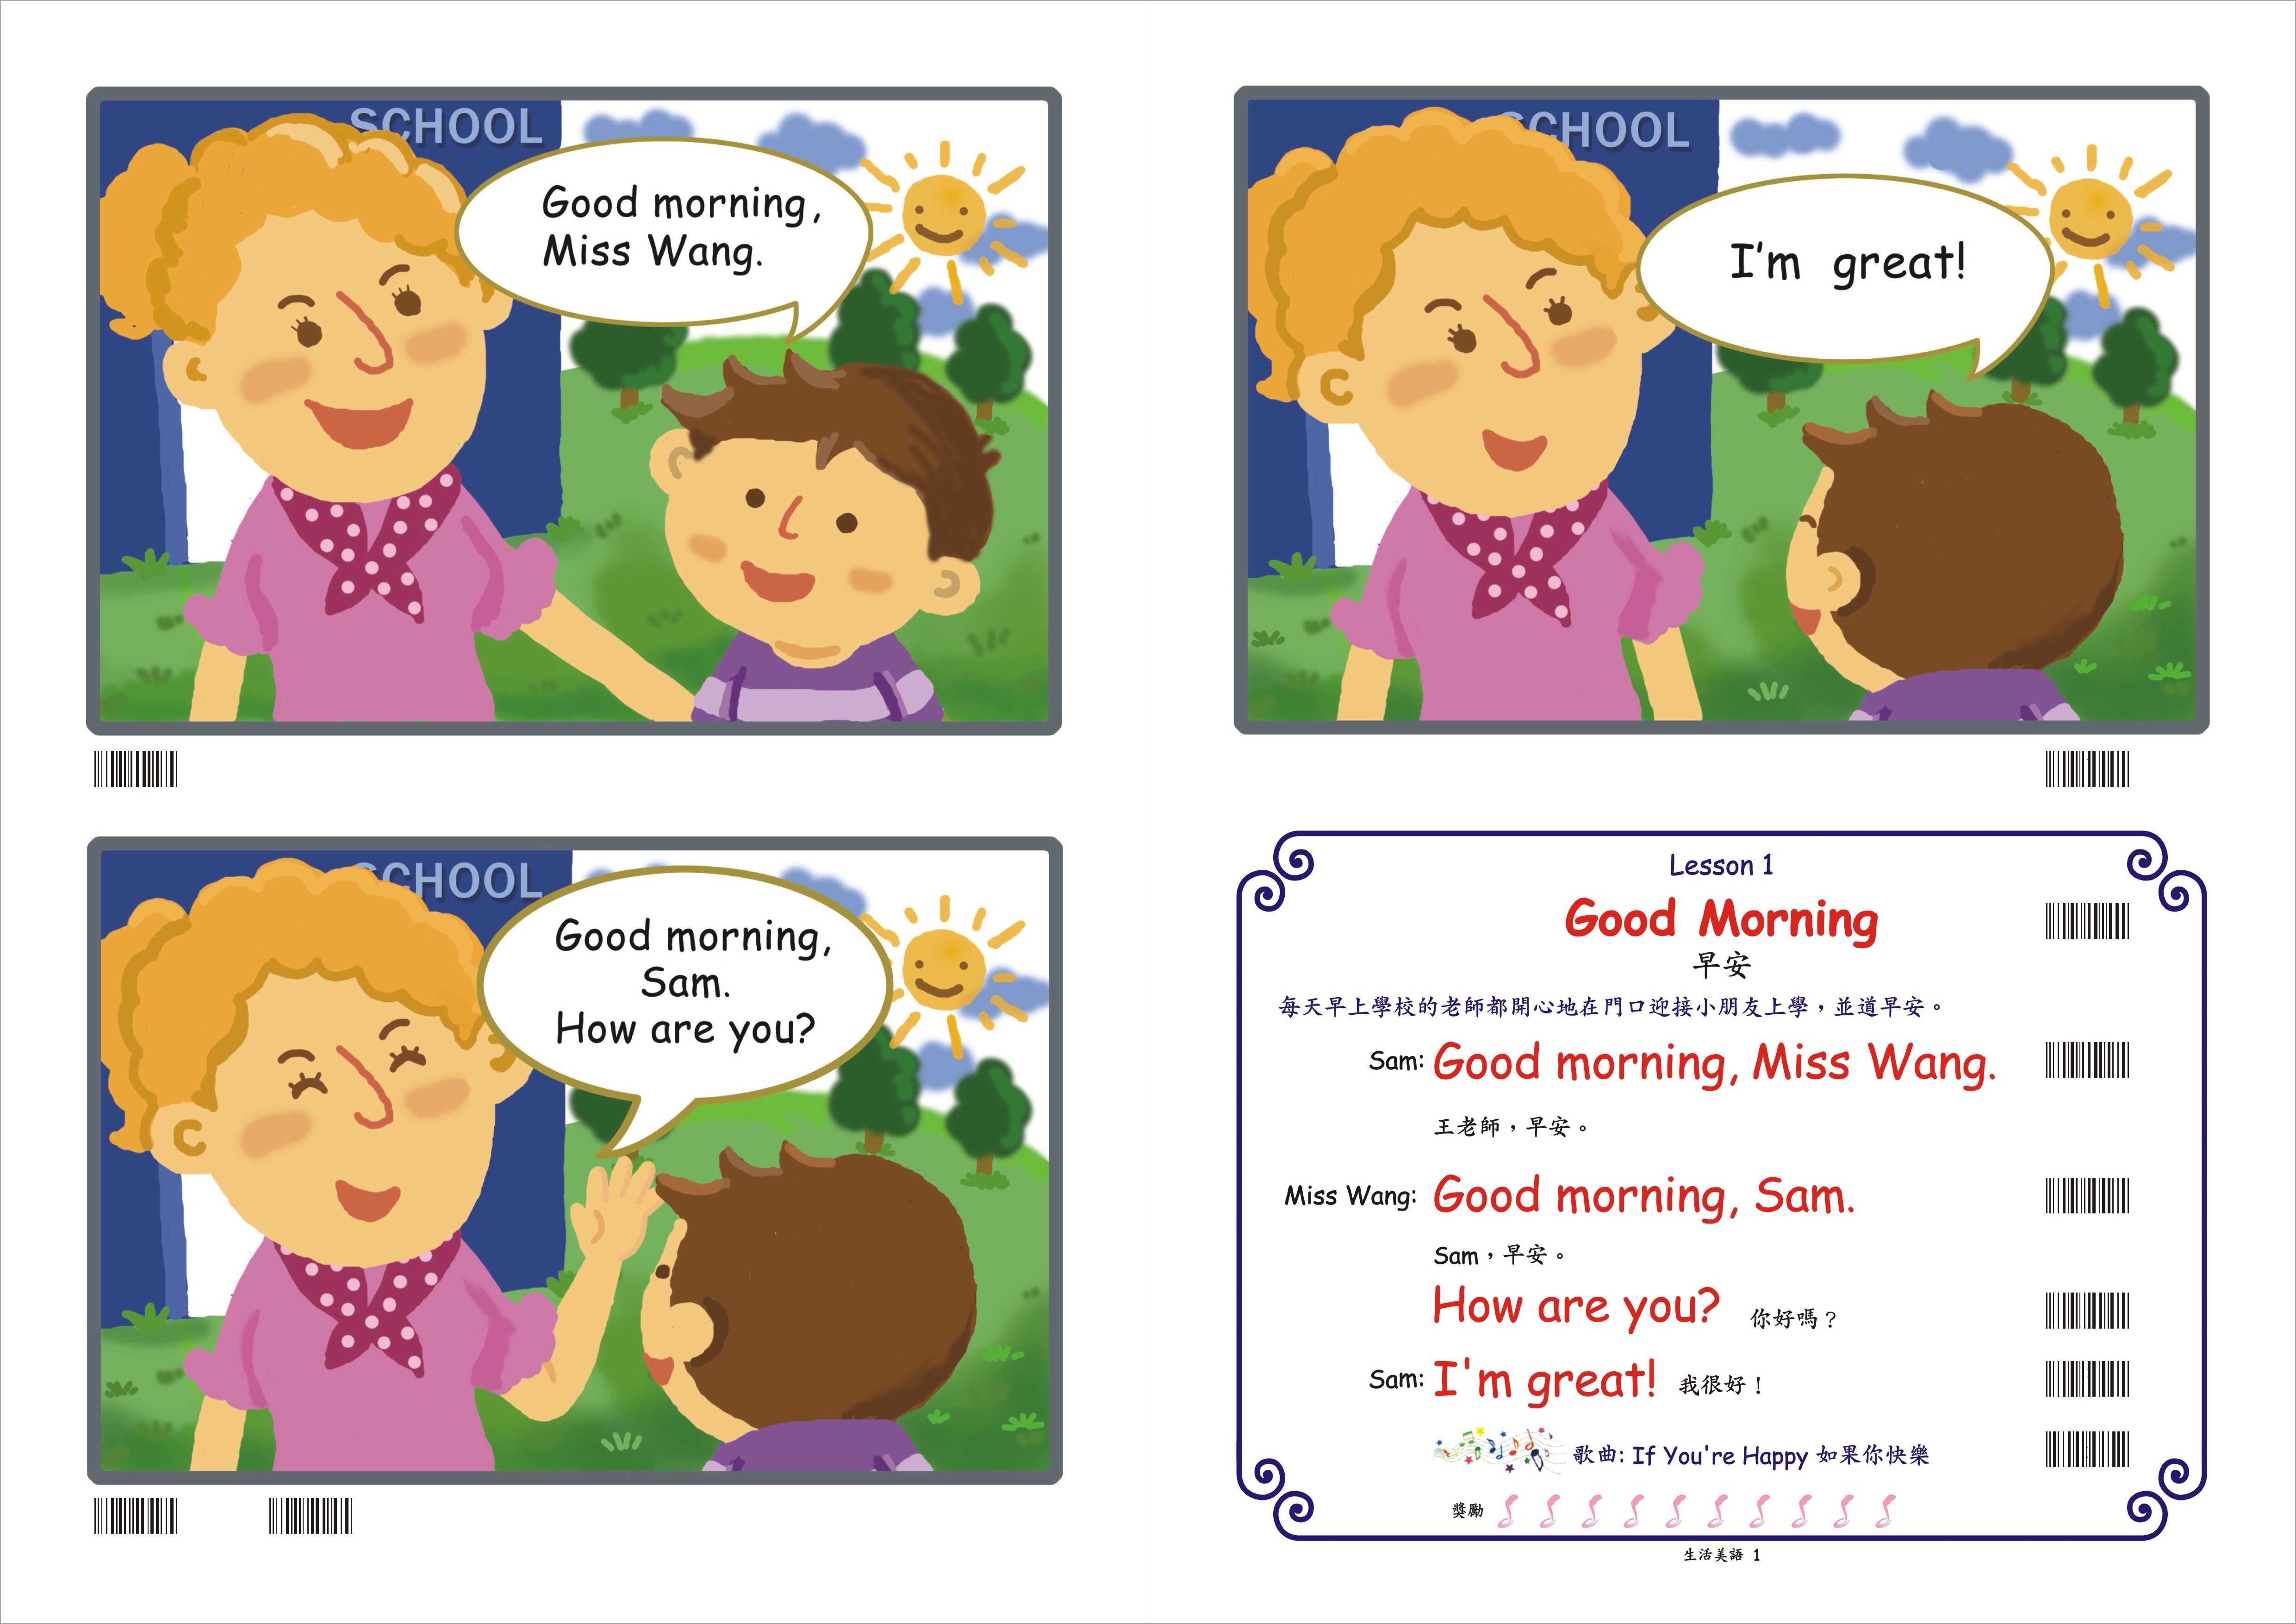 SCHOOL
Good morning,
Miss Wang.
SCHOOL
Good morning,
Sam.
How are you?
SCHOOL
I'm great!
Lesson 1
Good Morning
早安
每天早上學校的老師都開心地在門口迎接小朋友上學，並道早安。
Sam: Good morning, Miss Wang.
王老師，早安。
Miss Wang: Good morning, Sam.
Sam，早安。
How are you? 你好嗎？
Sam: I'm great! 我很好！
歌曲: If You're Happy 如果你快樂
獎勵
生活美語 1